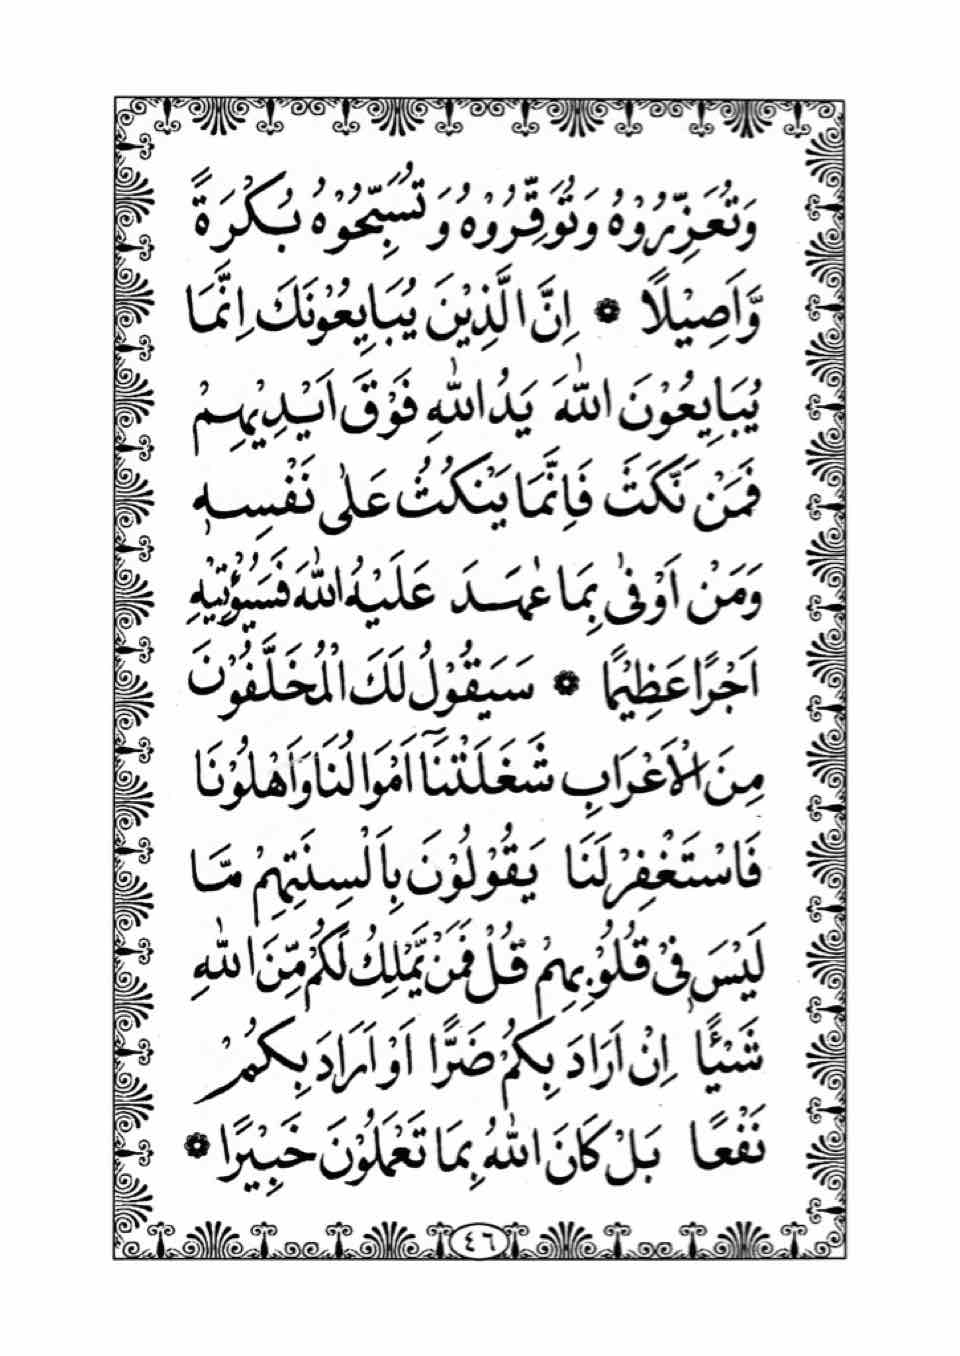 وَتُعَزِّرُوْهُ وَتُوَقِّرُوْهُ وَتُسَبِّحُوْهُ بُكْرَةً
وَّاَصِيْلًا ۞ اِنَّ الَّذِيْنَ يُبَايِعُوْنَكَ اِنَّمَا
يُبَايِعُوْنَ اللّٰهَ يَدُ اللّٰهِ فَوْقَ اَيْدِيْهِمْ
فَمَنْ نَّكَثَ فَاِنَّمَا يَنْكُثُ عَلٰى نَفْسِهٖ
وَمَنْ اَوْفٰى بِمَا عٰهَدَ عَلَيْهُ اللّٰهَ فَسَيُؤْتِيْهِ
اَجْرًا عَظِيْمًا ۞ سَيَقُوْلُ لَكَ الْمُخَلَّفُوْنَ
مِنَ الْاَعْرَابِ شَغَلَتْنَآ اَمْوَالُنَا وَاَهْلُوْنَا
فَاسْتَغْفِرْ لَنَا يَقُوْلُوْنَ بِاَلْسِنَتِهِمْ مَّا
لَيْسَ فِيْ قُلُوْبِهِمْ قُلْ فَمَنْ يَّمْلِكُ لَكُمْ مِّنَ اللّٰهِ
شَيْـًٔا اِنْ اَرَادَ بِكُمْ ضَرًّا اَوْ اَرَادَ بِكُمْ
نَفْعًا بَلْ كَانَ اللّٰهُ بِمَا تَعْمَلُوْنَ خَبِيْرًا ۞
٤٦